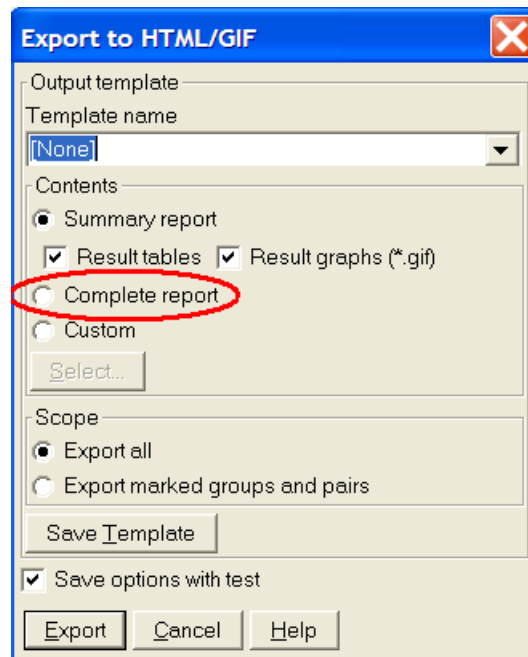 Export to HTML/GIF
Output template
Template name
[None]
Contents
Summary report
Result tables Result graphs (*.gif)
Complete report
Custom
Select...
Scope
Export all
Export marked groups and pairs
Save Template
Save options with test
Export Cancel Help